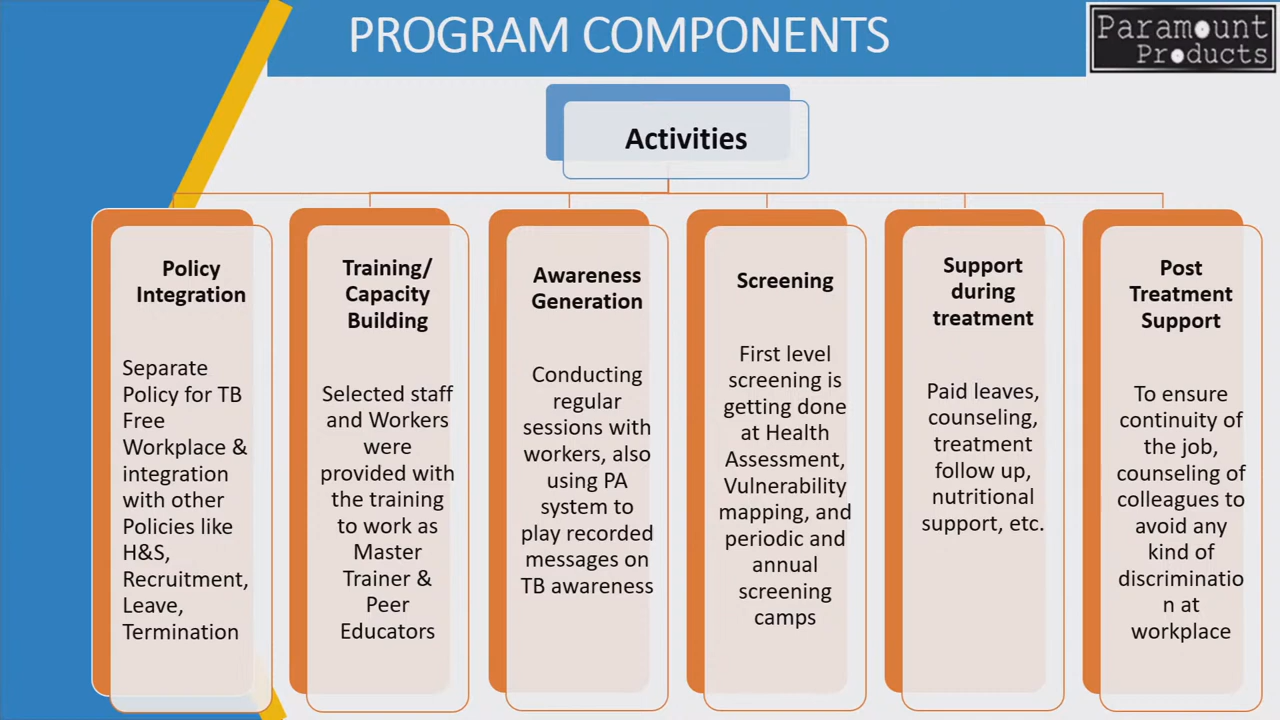 PROGRAM COMPONENTS
Paramount
Products
Activities
Policy
Integration
Separate
Policy for TB
Free
Workplace &
integration
with other
Policies like
H&S,
Recruitment,
Leave,
Termination
Training/
Capacity
Building
Selected staff
and Workers
were
provided with
the training
to work as
Master
Trainer &
Peer
Educators
Awareness
Generation
Conducting
regular
sessions with
workers, also
using PA
system to
play recorded
messages on
TB awareness
Screening
First level
screening is
getting done
at Health
Assessment,
Vulnerability
mapping, and
periodic and
annual
screening
camps
Support
during
treatment
Paid leaves,
counseling,
treatment
follow up,
nutritional
support, etc.
Post
Treatment
Support
To ensure
continuity of
the job,
counseling of
colleagues to
avoid any
kind of
discriminatio
n at
workplace